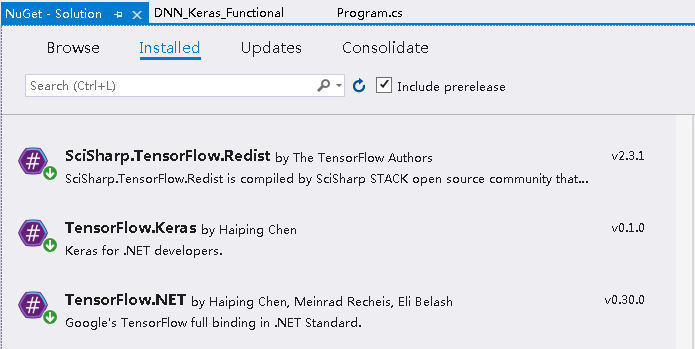 NuGet - Solution DNN_Keras_Functional Program.cs
Browse Installed Updates Consolidate
Search (Ctrl+L) Include prerelease
SciSharp.TensorFlow.Redist by The TensorFlow Authors v2.3.1
SciSharp.TensorFlow.Redist is compiled by SciSharp STACK open source community that...
TensorFlow.Keras by Haiping Chen v0.1.0
Keras for .NET developers.
TensorFlow.NET by Haiping Chen, Meinrad Recheis, Eli Belash v0.30.0
Google's TensorFlow full binding in .NET Standard.